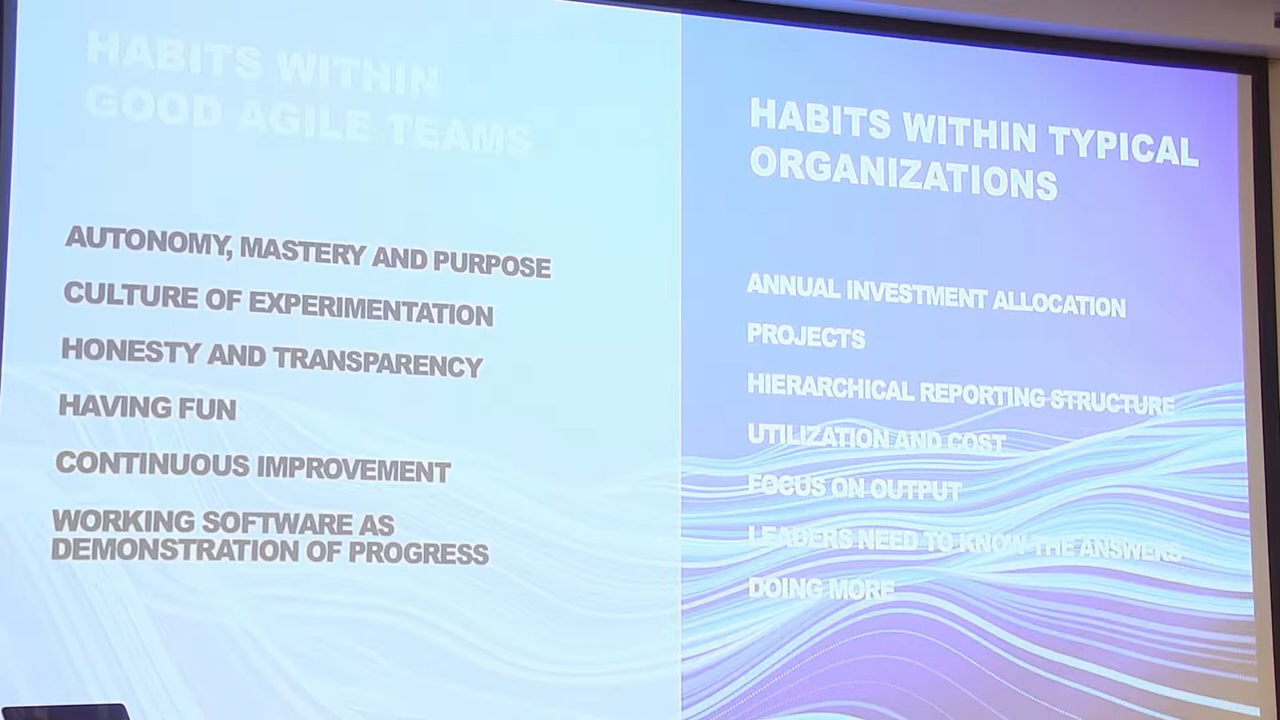 HABITS WITHIN
GOOD AGILE TEAMS
AUTONOMY, MASTERY AND PURPOSE
CULTURE OF EXPERIMENTATION
HONESTY AND TRANSPARENCY
HAVING FUN
CONTINUOUS IMPROVEMENT
WORKING SOFTWARE AS
DEMONSTRATION OF PROGRESS
HABITS WITHIN TYPICAL
ORGANIZATIONS
ANNUAL INVESTMENT ALLOCATION
PROJECTS
HIERARCHICAL REPORTING STRUCTURE
UTILIZATION AND COST
FOCUS ON OUTPUT
LEADERS NEED TO KNOW THE ANSWERS
DOING MORE